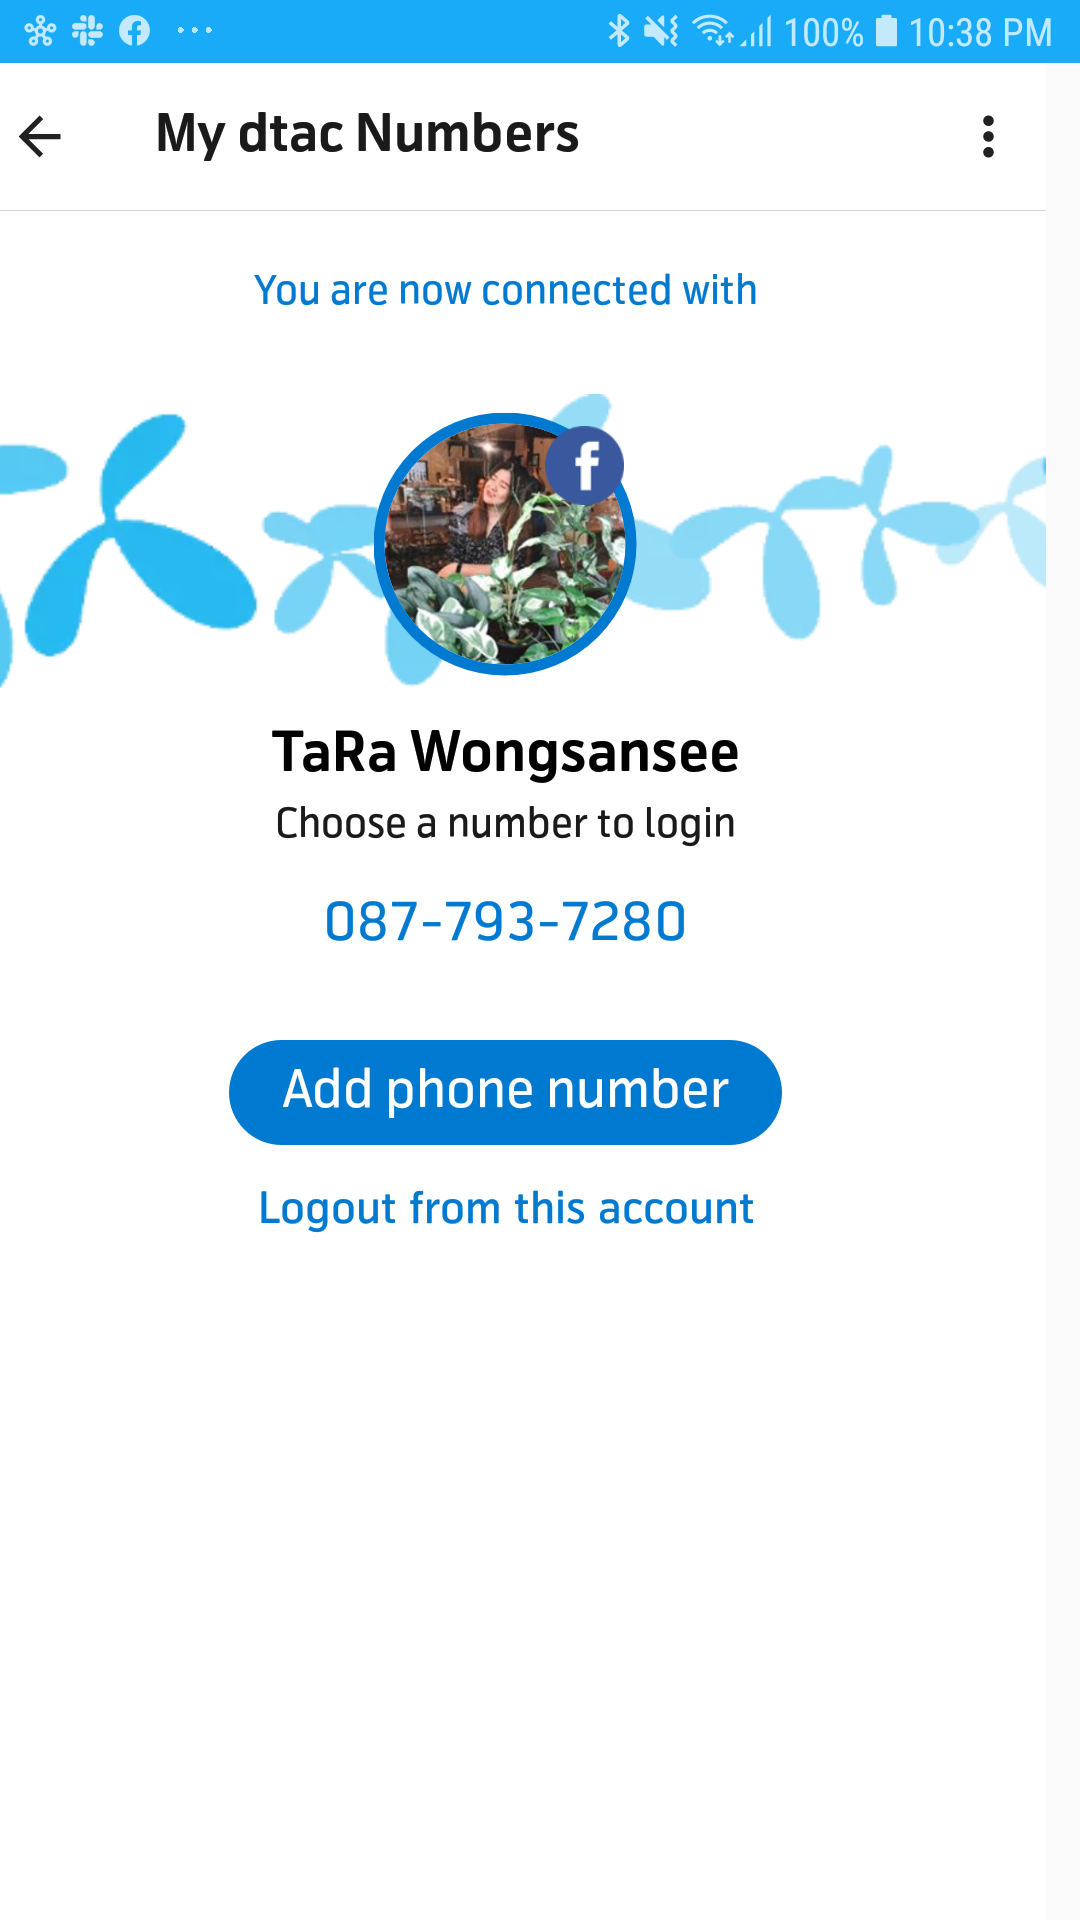 100% 10:38 PM
My dtac Numbers
You are now connected with
f
TaRa Wongsansee
Choose a number to login
087-793-7280
Add phone number
Logout from this account